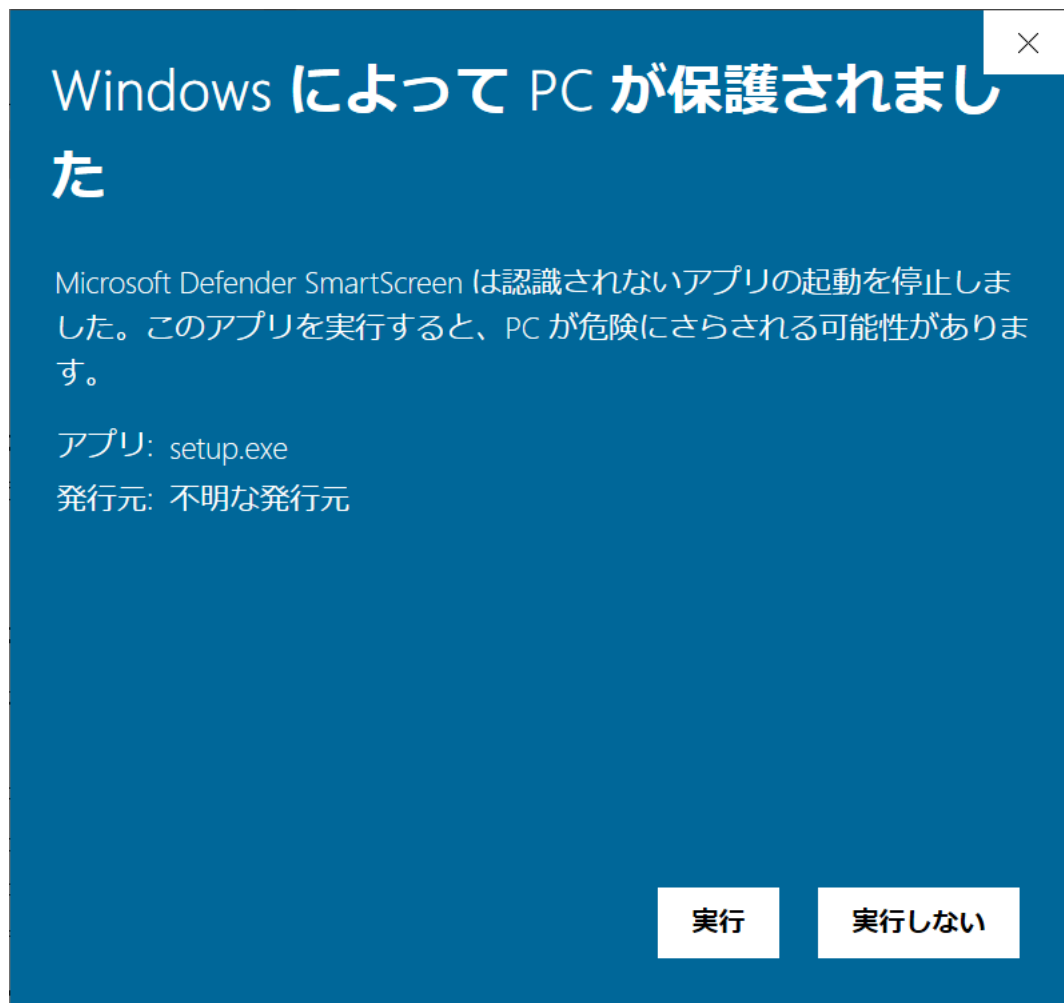 Windows によって PC が保護されまし
た
Microsoft Defender SmartScreen は認識されないアプリの起動を停止しま
した。このアプリを実行すると、PC が危険にさらされる可能性がありま
す。
アプリ: setup.exe
発行元: 不明な発行元
実行 実行しない